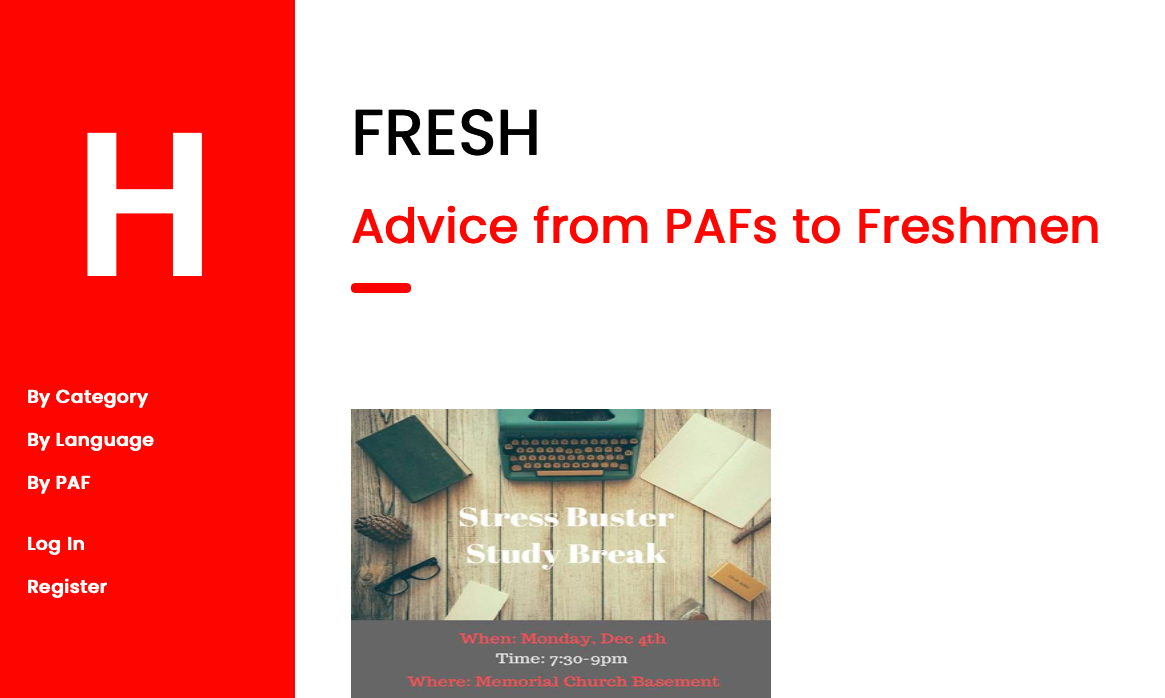 H
By Category
By Language
By PAF
Log In
Register
FRESH
Advice from PAFs to Freshmen
Stress Buster
Study Break
When: Monday, Dec 4th
Time: 7:30-9pm
Where: Memorial Church Basement